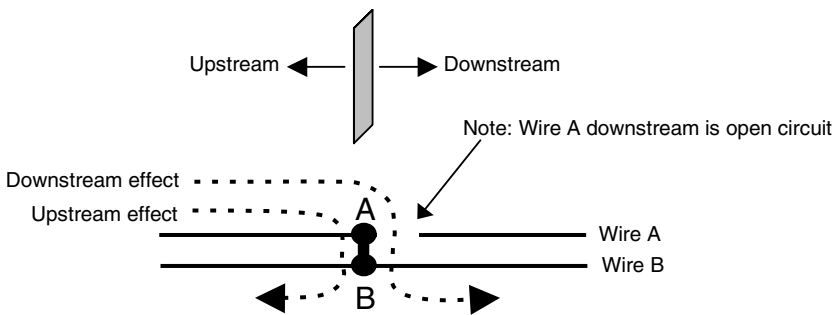 Upstream
Downstream
Note: Wire A downstream is open circuit
Downstream effect
Upstream effect
A
Wire A
Wire B
B